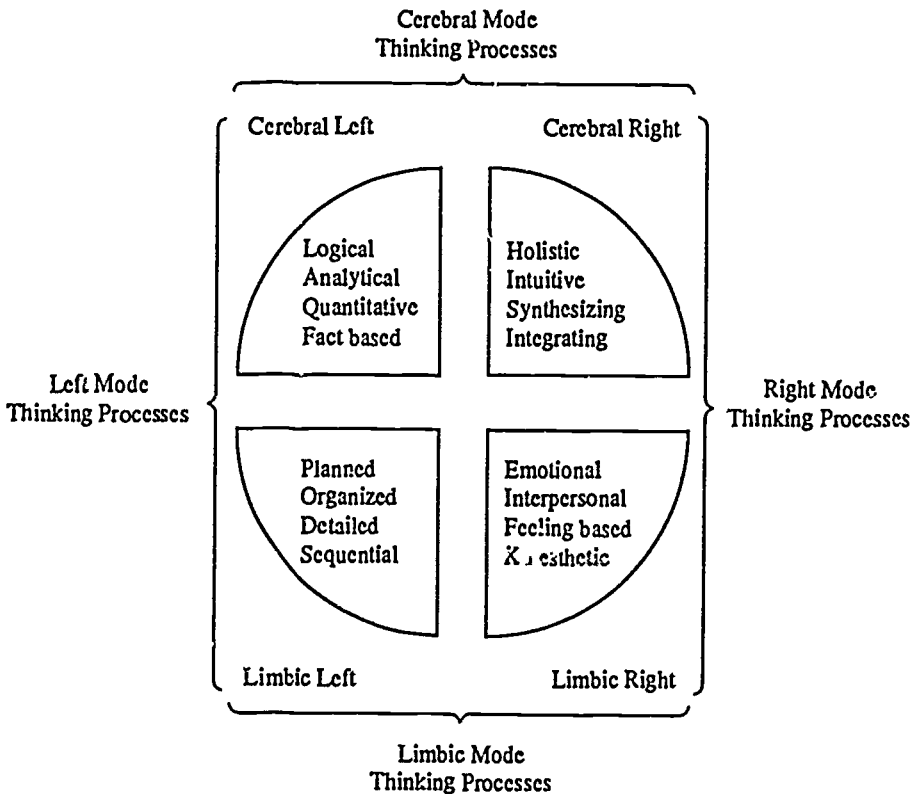 Cerebral Mode
Thinking Processes
Cerebral Left
Cerebral Right
Logical
Analytical
Quantitative
Fact based
Holistic
Intuitive
Synthesizing
Integrating
Left Mode
Thinking Processes
Right Mode
Thinking Processes
Planned
Organized
Detailed
Sequential
Emotional
Interpersonal
Feeling based
Limbic Left
Limbic Right
Limbic Mode
Thinking Processes